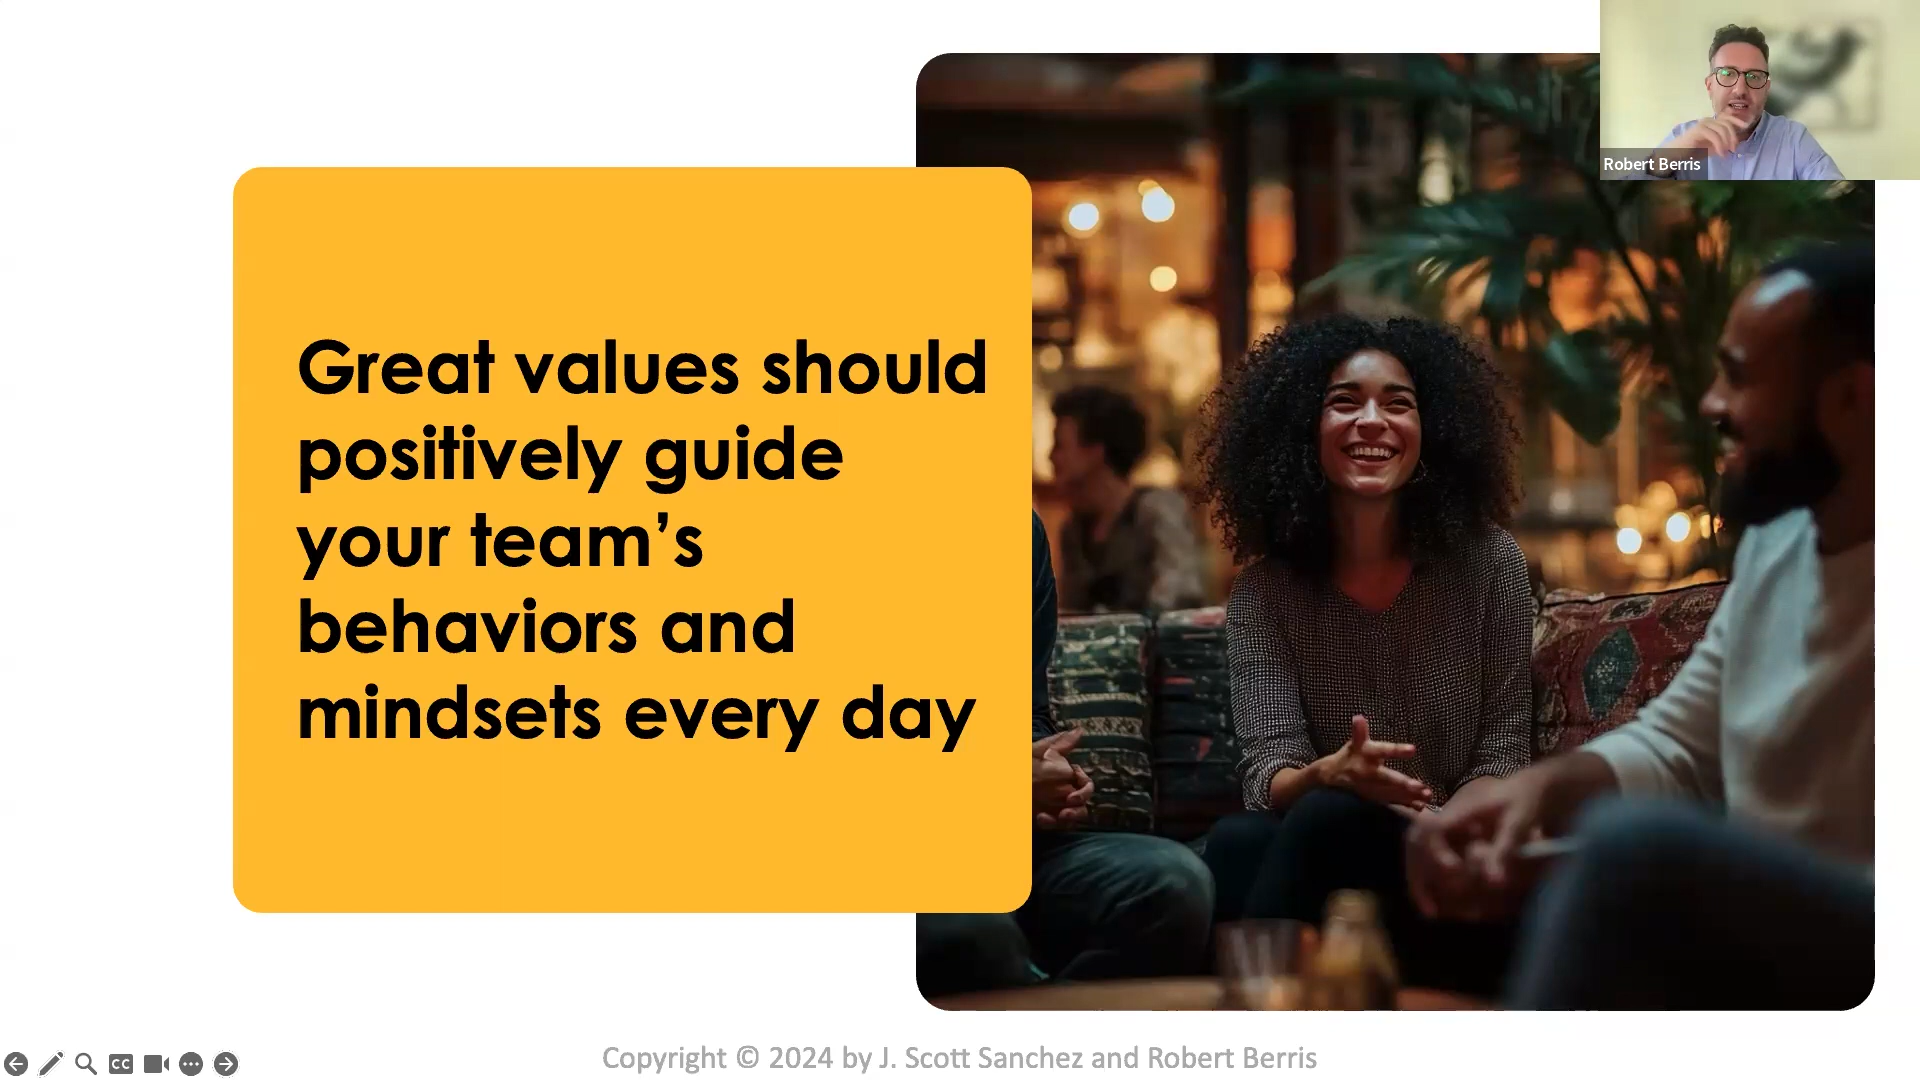 Robert Berris
Great values should
positively guide
your team’s
behaviors and
mindsets every day
CC
Copyright © 2024 by J. Scott Sanchez and Robert Berris